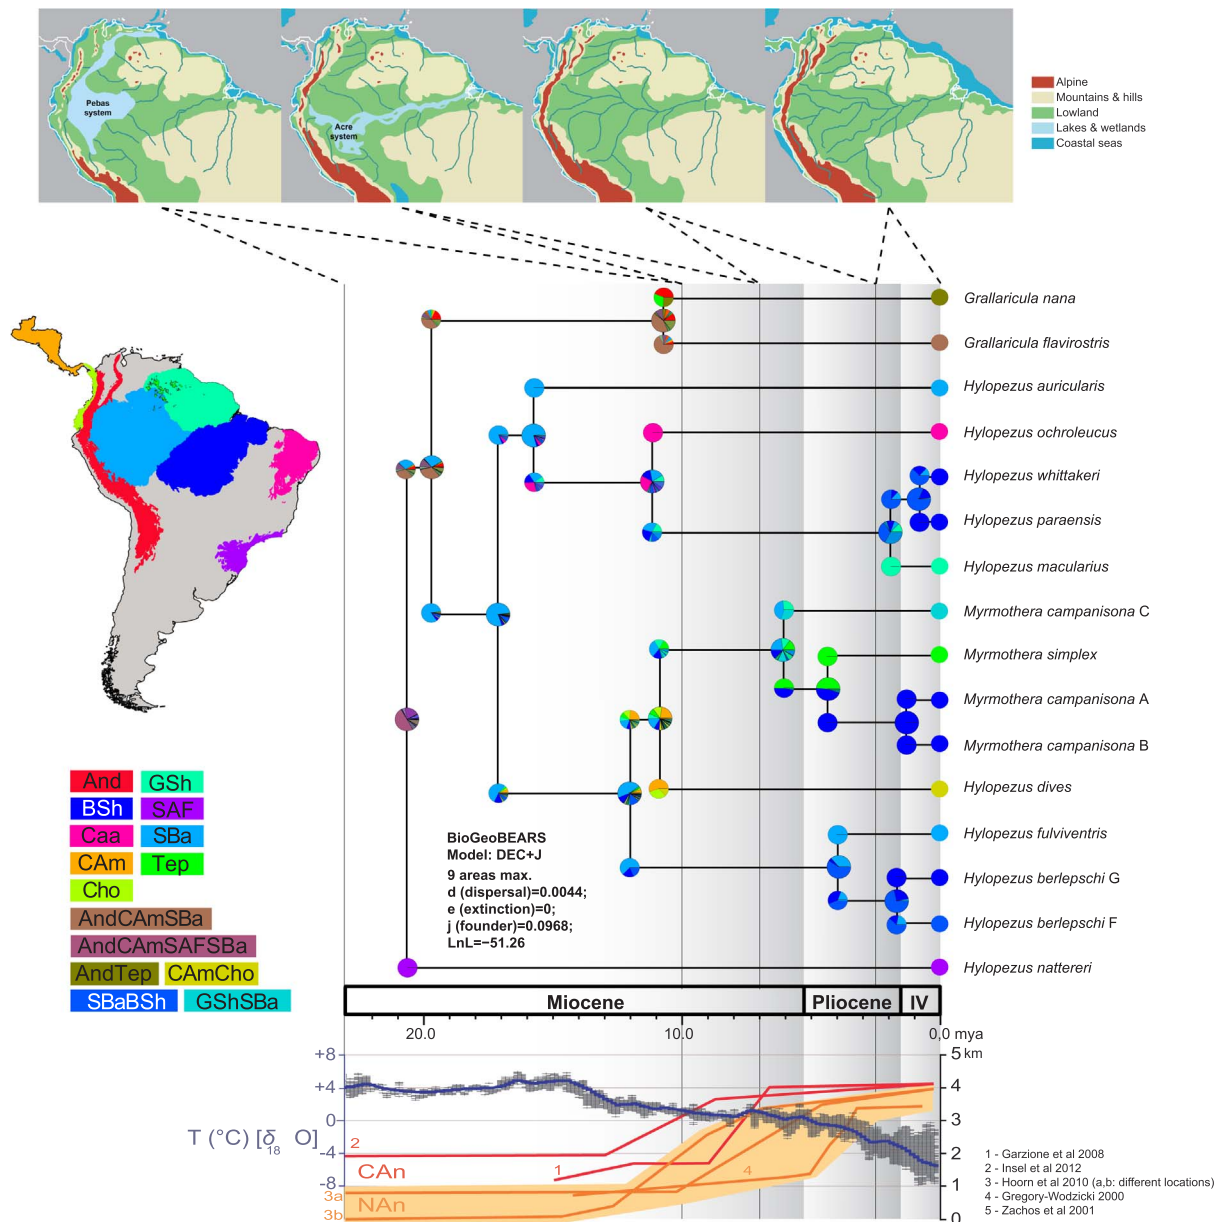 Pebas
system
Acre
system
Alpine
Mountains & hills
Lowland
Lakes & wetlands
Coastal seas
Grallaricula nana
Grallaricula flavirostris
Hylopezus auricularis
Hylopezus ochroleucus
Hylopezus whittakeri
Hylopezus paraensis
Hylopezus macularius
Myrmothera campanisona C
Myrmothera simplex
Myrmothera campanisona A
Myrmothera campanisona B
Hylopezus dives
Hylopezus fulviventris
Hylopezus berlepschi G
Hylopezus berlepschi F
Hylopezus nattereri
And GSh
BSh SAF
Caa SBa
CAm Tep
Cho
AndCAmSBa
AndCAmSAFSBa
AndTep CAmCho
SBaBSh GShSBa
BioGeoBEARS
Model: DEC+J
9 areas max.
d (dispersal)=0.0044;
e (extinction)=0;
j (founder)=0.0968;
LnL=−51.26
Miocene Pliocene IV
20.0 10.0 0,0 mya
+8 5 km
+4 4
0 3
T (°C) [δ18 O]
-4 2
-8 1
0
2
CAn
1
4
3a
NAn
3b
1 - Garzione et al 2008
2 - Insel et al 2012
3 - Hoorn et al 2010 (a,b: different locations)
4 - Gregory-Wodzicki 2000
5 - Zachos et al 2001